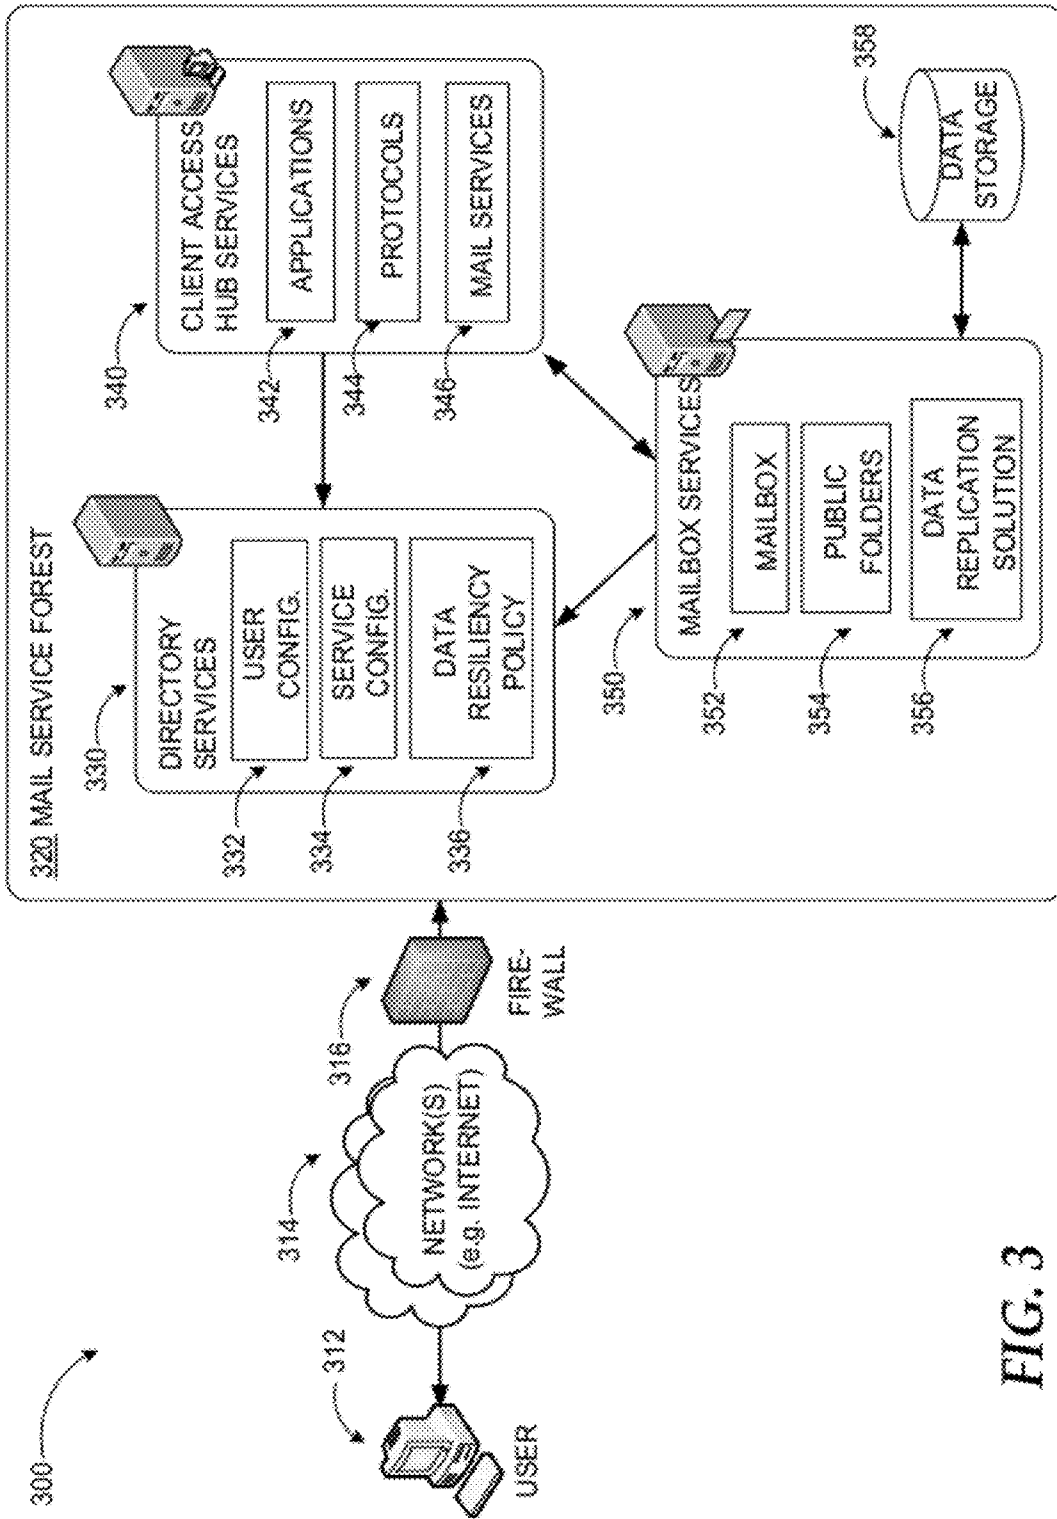 300
320 MAIL SERVICE FOREST
330
DIRECTORY
SERVICES
332
USER
CONFIG.
334
SERVICE
CONFIG.
336
DATA
RESILIENCY
POLICY
340
CLIENT ACCESS
HUB SERVICES
342
APPLICATIONS
344
PROTOCOLS
346
MAIL SERVICES
312
USER
314
NETWORK(S)
(e.g. INTERNET)
316
FIRE-
WALL
350
MAILBOX SERVICES
352
MAILBOX
354
PUBLIC
FOLDERS
356
DATA
REPLICATION
SOLUTION
358
DATA
STORAGE
FIG. 3